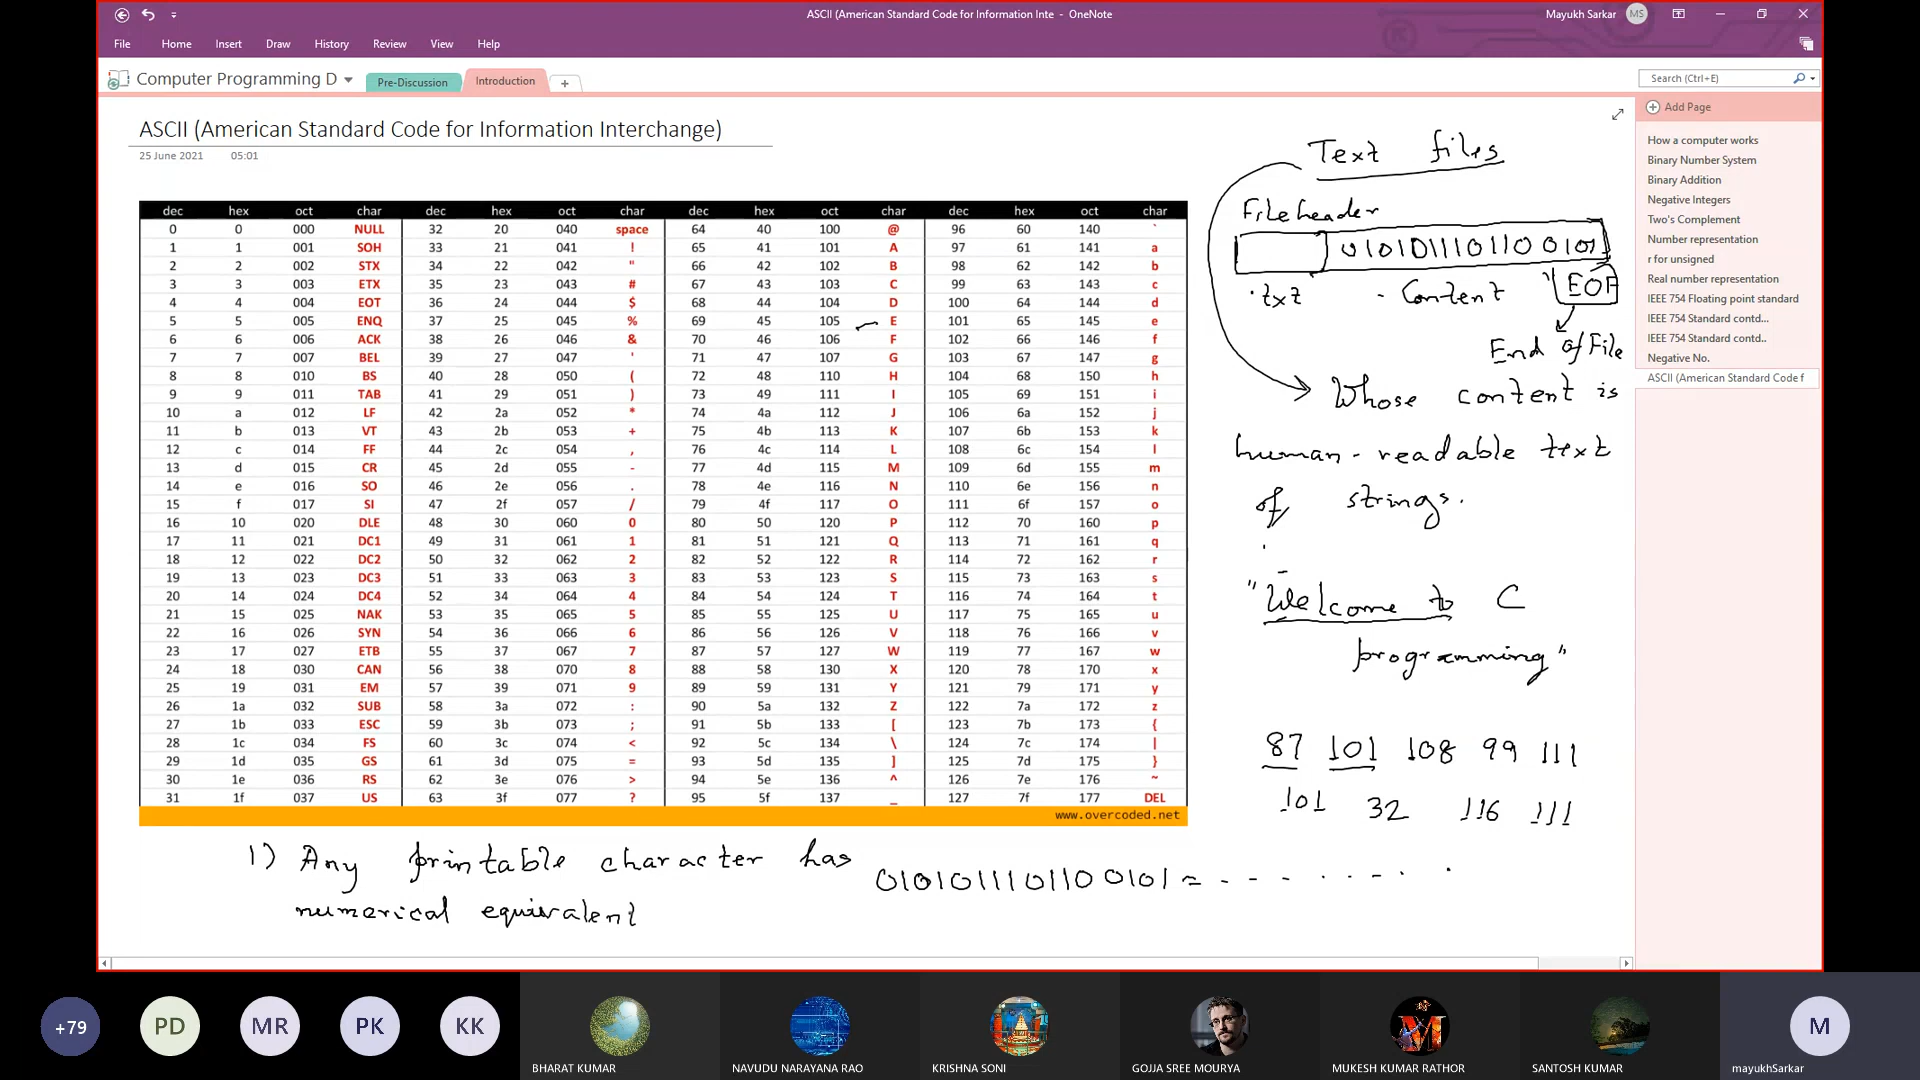 ASCII (American Standard Code for Information Inte - OneNote
Mayukh Sarkar MS
File Home Insert Draw History Review View Help
Computer Programming D Pre-Discussion Introduction +
Search (Ctrl+E)
Add Page
How a computer works
Binary Number System
Binary Addition
Negative Integers
Two's Complement
Number representation
r for unsigned
Real number representation
IEEE 754 Floating point standard
IEEE 754 Standard contd...
IEEE 754 Standard contd..
Negative No.
ASCII (American Standard Code f
ASCII (American Standard Code for Information Interchange)
25 June 2021 05:01
dec hex oct char dec hex oct char dec hex oct char dec hex oct char
0 0 000 NULL 32 20 040 space 64 40 100 @ 96 60 140 `
1 1 001 SOH 33 21 041 ! 65 41 101 A 97 61 141 a
2 2 002 STX 34 22 042 " 66 42 102 B 98 62 142 b
3 3 003 ETX 35 23 043 # 67 43 103 C 99 63 143 c
4 4 004 EOT 36 24 044 $ 68 44 104 D 100 64 144 d
5 5 005 ENQ 37 25 045 % 69 45 105 E 101 65 145 e
6 6 006 ACK 38 26 046 & 70 46 106 F 102 66 146 f
7 7 007 BEL 39 27 047 ' 71 47 107 G 103 67 147 g
8 8 010 BS 40 28 050 ( 72 48 110 H 104 68 150 h
9 9 011 TAB 41 29 051 ) 73 49 111 I 105 69 151 i
10 a 012 LF 42 2a 052 * 74 4a 112 J 106 6a 152 j
11 b 013 VT 43 2b 053 + 75 4b 113 K 107 6b 153 k
12 c 014 FF 44 2c 054 , 76 4c 114 L 108 6c 154 l
13 d 015 CR 45 2d 055 - 77 4d 115 M 109 6d 155 m
14 e 016 SO 46 2e 056 . 78 4e 116 N 110 6e 156 n
15 f 017 SI 47 2f 057 / 79 4f 117 O 111 6f 157 o
16 10 020 DLE 48 30 060 0 80 50 120 P 112 70 160 p
17 11 021 DC1 49 31 061 1 81 51 121 Q 113 71 161 q
18 12 022 DC2 50 32 062 2 82 52 122 R 114 72 162 r
19 13 023 DC3 51 33 063 3 83 53 123 S 115 73 163 s
20 14 024 DC4 52 34 064 4 84 54 124 T 116 74 164 t
21 15 025 NAK 53 35 065 5 85 55 125 U 117 75 165 u
22 16 026 SYN 54 36 066 6 86 56 126 V 118 76 166 v
23 17 027 ETB 55 37 067 7 87 57 127 W 119 77 167 w
24 18 030 CAN 56 38 070 8 88 58 130 X 120 78 170 x
25 19 031 EM 57 39 071 9 89 59 131 Y 121 79 171 y
26 1a 032 SUB 58 3a 072 : 90 5a 132 Z 122 7a 172 z
27 1b 033 ESC 59 3b 073 ; 91 5b 133 [ 123 7b 173 {
28 1c 034 FS 60 3c 074 < 92 5c 134 \ 124 7c 174 |
29 1d 035 GS 61 3d 075 = 93 5d 135 ] 125 7d 175 }
30 1e 036 RS 62 3e 076 > 94 5e 136 ^ 126 7e 176 ~
31 1f 037 US 63 3f 077 ? 95 5f 137 _ 127 7f 177 DEL
www.overcoded.net
Text files
Fileheader
0101011101100101
.txt - Content EOF
End of File
Whose content is
human-readable text
of strings.
"Welcome to C
programming"
87 101 108 99 111
101 32 116 111
1) Any printable character has
numerical equivalent
0101011101100101
+79 PD MR PK KK M
BHARAT KUMAR NAVUDU NARAYANA RAO KRISHNA SONI GOJJA SREE MOURYA MUKESH KUMAR RATHOR SANTOSH KUMAR mayukhSarkar